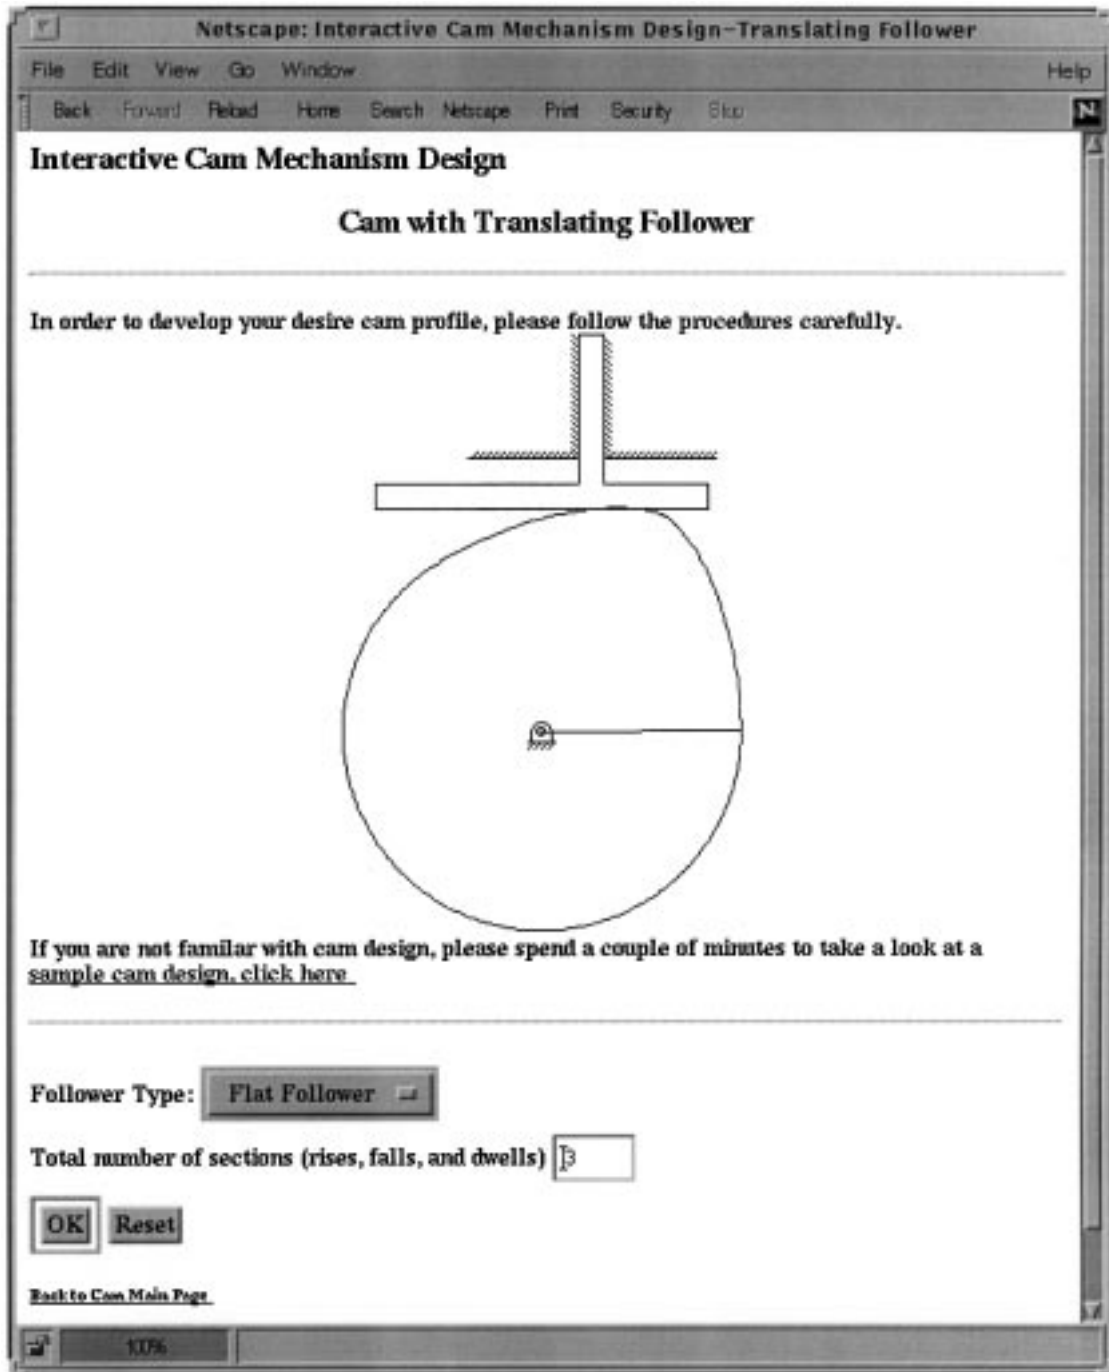 Netscape: Interactive Cam Mechanism Design-Translating Follower
File Edit View Go Window Help
Back Forward Reload Home Search Netscape Print Security Stop
N
Interactive Cam Mechanism Design
Cam with Translating Follower
In order to develop your desire cam profile, please follow the procedures carefully.
If you are not familar with cam design, please spend a couple of minutes to take a look at a
sample cam design, click here
Follower Type: Flat Follower
Total number of sections (rises, falls, and dwells) 3
OK Reset
Back to Cam Main Page
100%